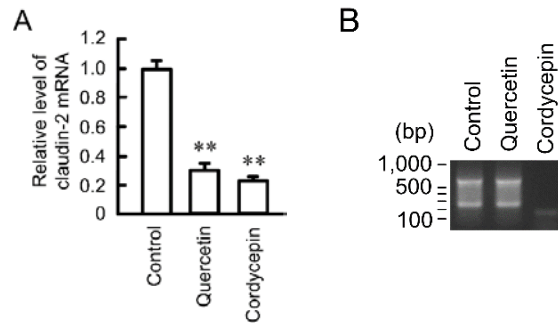 A
Relative level of
claudin-2 mRNA
1.2
1.0
0.8
0.6
0.4
0.2
0
**
**
Control
Quercetin
Cordycepin
B
(bp)
Control
Quercetin
Cordycepin
1,000
500
100